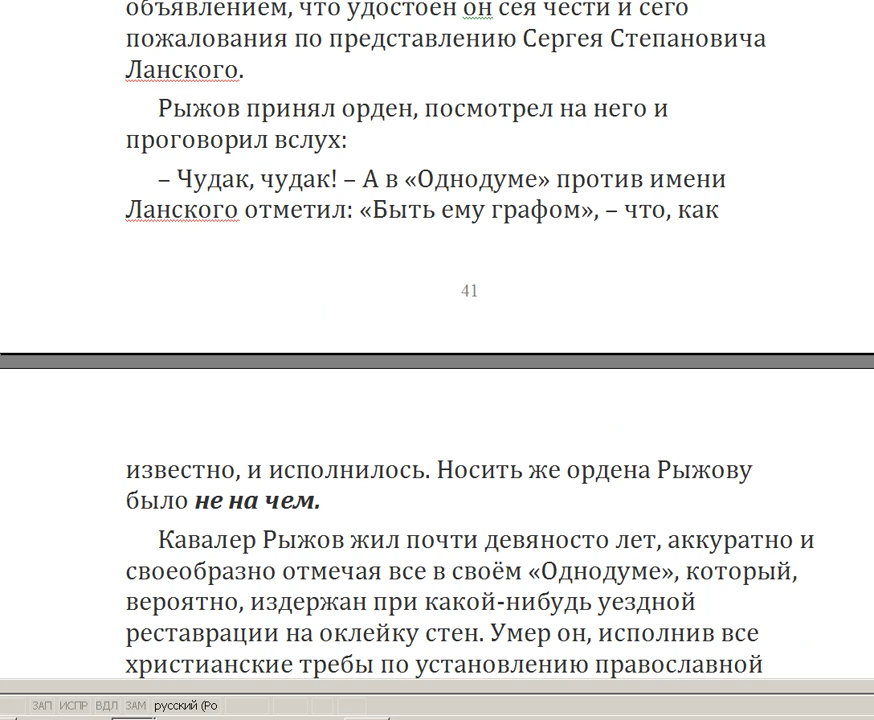 объявлением, что удостоен он сея чести и сего
пожалования по представлению Сергея Степановича
Ланского.
Рыжов принял орден, посмотрел на него и
проговорил вслух:
– Чудак, чудак! – А в «Однодуме» против имени
Ланского отметил: «Быть ему графом», – что, как
41
известно, и исполнилось. Носить же ордена Рыжову
было не на чем.
Кавалер Рыжов жил почти девяносто лет, аккуратно и
своеобразно отмечая все в своём «Однодуме», который,
вероятно, издержан при какой-нибудь уездной
реставрации на оклейку стен. Умер он, исполнив все
христианские требы по установлению православной
ЗАП ИСПР ВДЛ ЗАМ русский (Ро